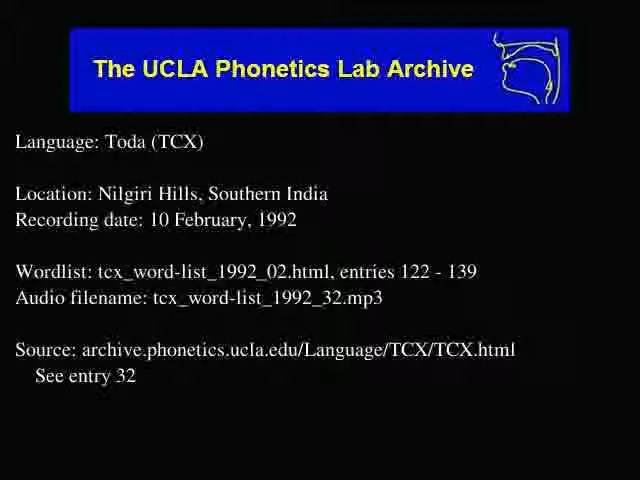 The UCLA Phonetics Lab Archive
Language: Toda (TCX)
Location: Nilgiri Hills, Southern India
Recording date: 10 February, 1992
Wordlist: tcx_word-list_1992_02.html, entries 122 - 139
Audio filename: tcx_word-list_1992_32.mp3
Source: archive.phonetics.ucla.edu/Language/TCX/TCX.html
See entry 32